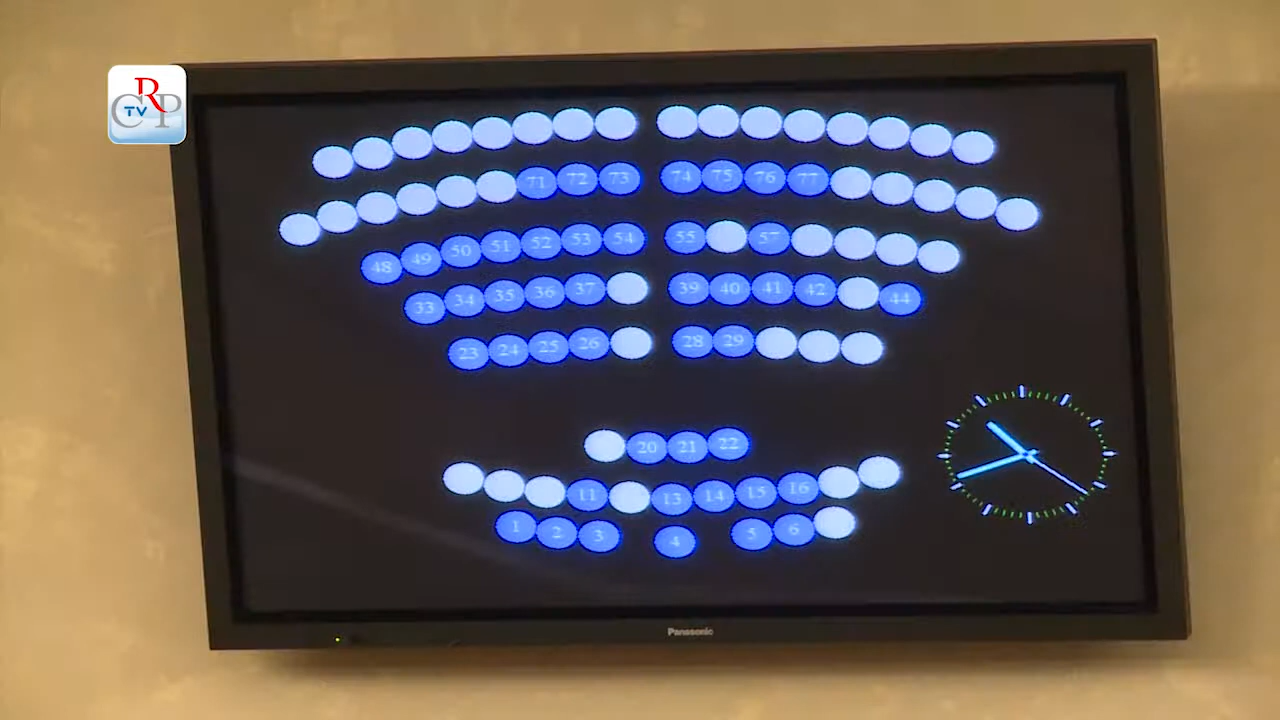 CRP
TV
71 72 73 74 75 76 77
48 49 50 51 52 53 54 55 57
33 34 35 36 37 39 40 41 42 44
23 24 25 26 28 29
20 21 22
11 13 14 15 16
1 2 3 4 5 6
Panasonic